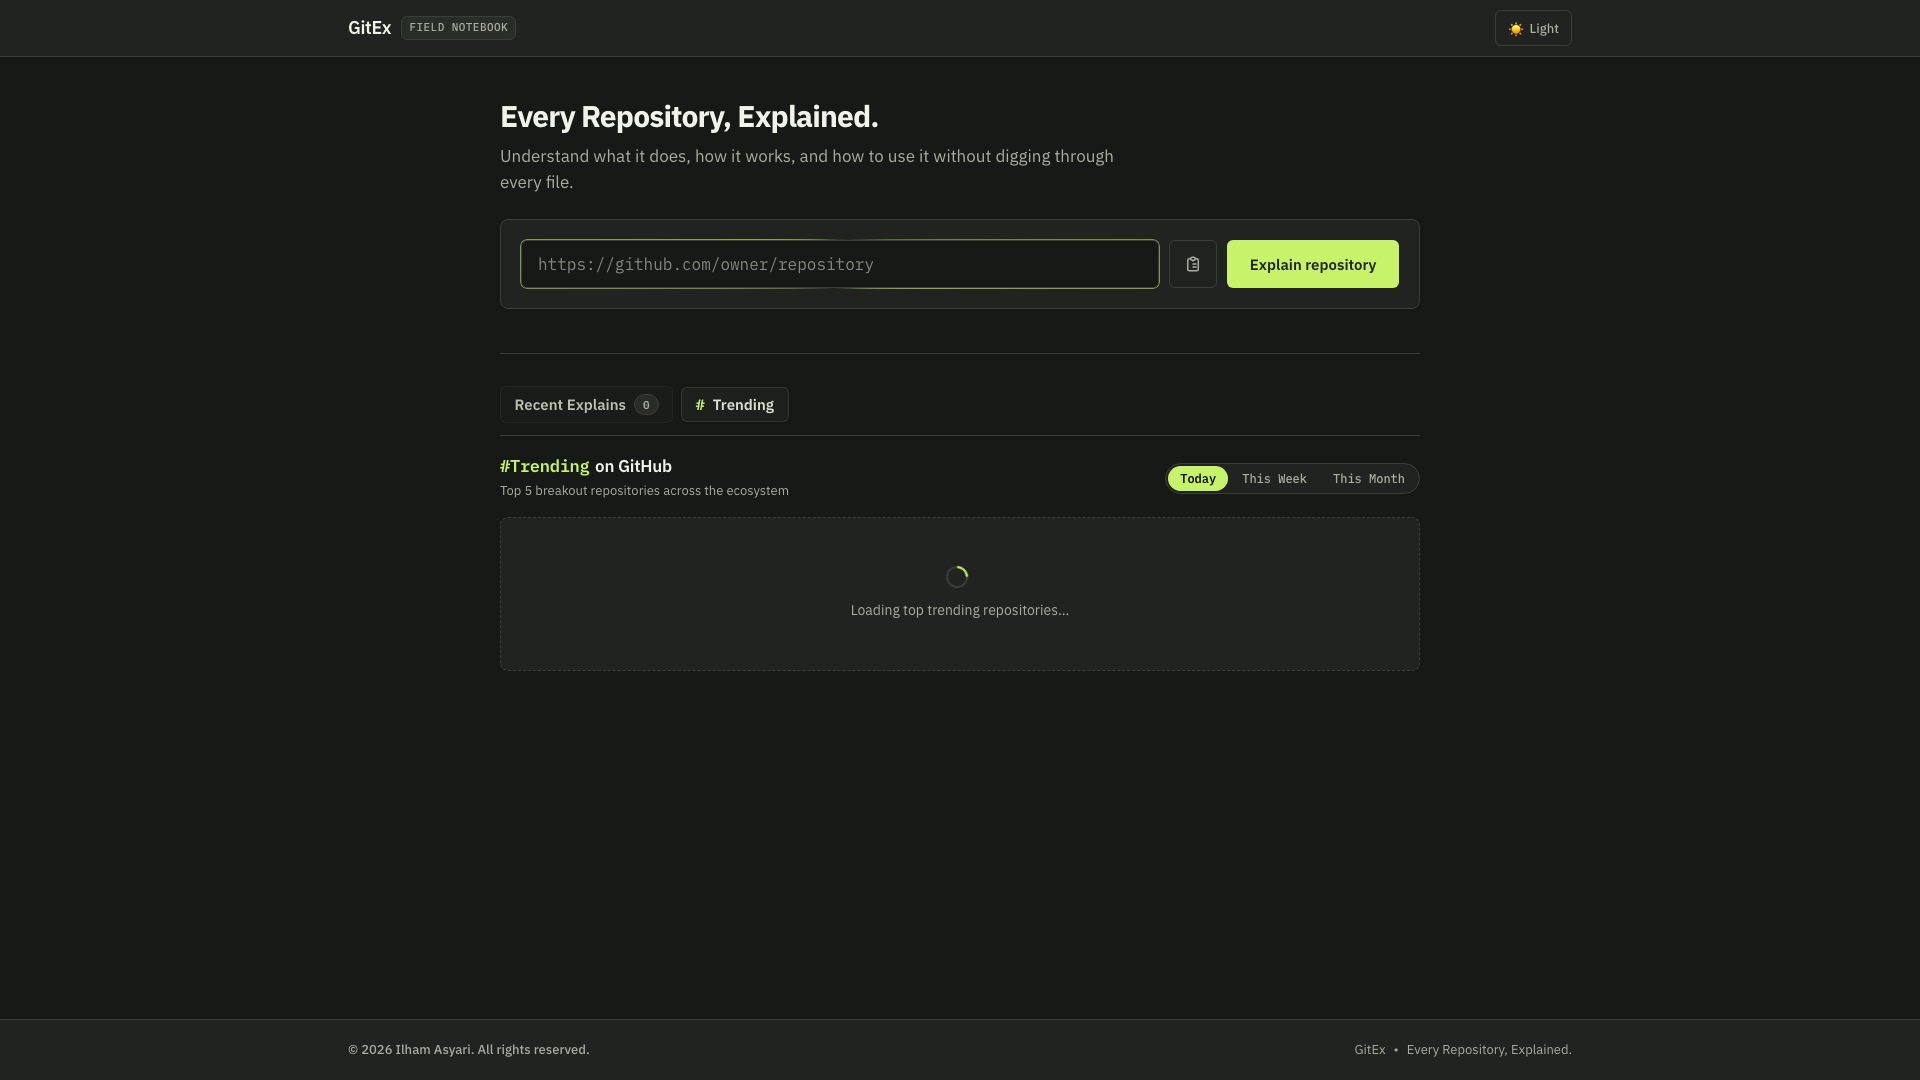 GitEx FIELD NOTEBOOK
☀️ Light
Every Repository, Explained.
Understand what it does, how it works, and how to use it without digging through
every file.
https://github.com/owner/repository
Explain repository
Recent Explains 0
# Trending
#Trending on GitHub
Top 5 breakout repositories across the ecosystem
Today This Week This Month
Loading top trending repositories...
© 2026 Ilham Asyari. All rights reserved.
GitEx • Every Repository, Explained.